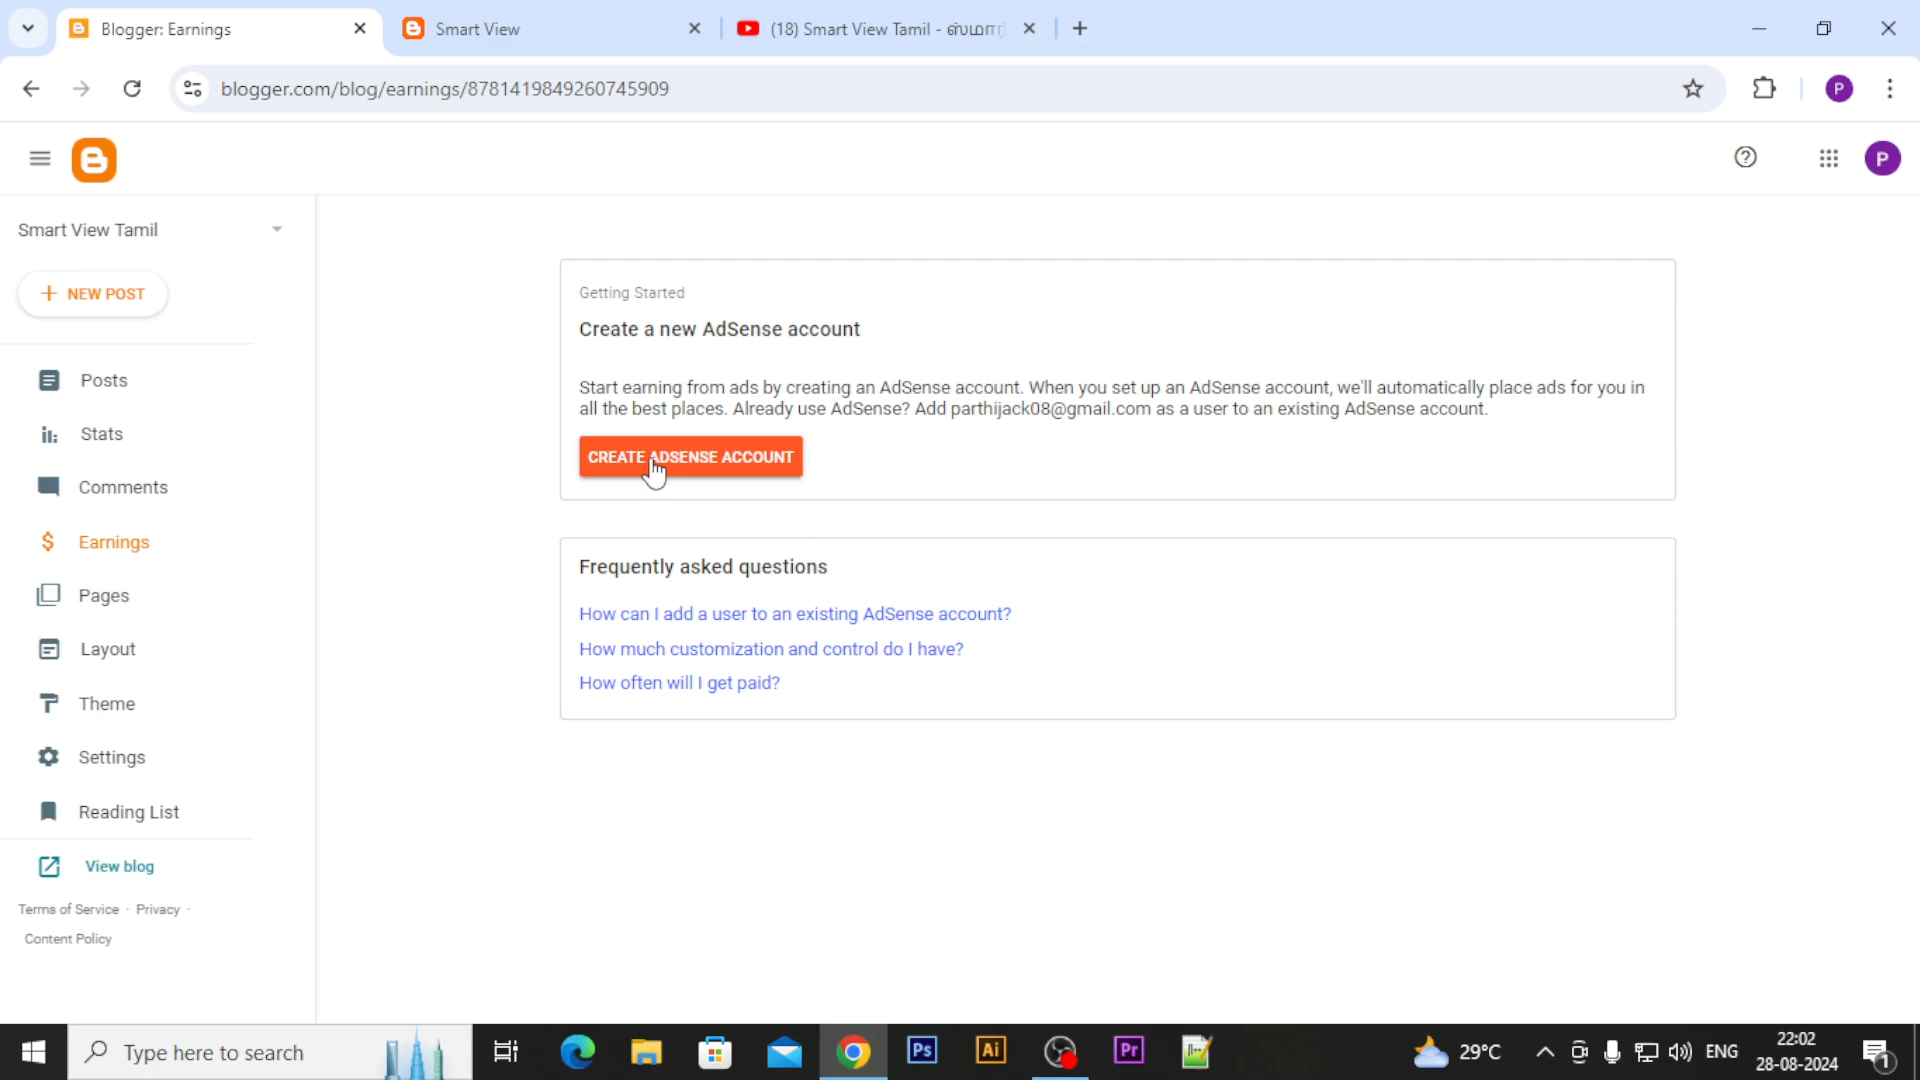 Blogger: Earnings
Smart View
(18) Smart View Tamil - ஸ்மார்
blogger.com/blog/earnings/8781419849260745909
P
P
Smart View Tamil
NEW POST
Posts
Stats
Comments
Earnings
Pages
Layout
Theme
Settings
Reading List
View blog
Terms of Service · Privacy ·
Content Policy
Getting Started
Create a new AdSense account
Start earning from ads by creating an AdSense account. When you set up an AdSense account, we'll automatically place ads for you in
all the best places. Already use AdSense? Add parthijack08@gmail.com as a user to an existing AdSense account.
CREATE ADSENSE ACCOUNT
Frequently asked questions
How can I add a user to an existing AdSense account?
How much customization and control do I have?
How often will I get paid?
Type here to search
Ps
Ai
Pr
29°C
ENG
22:02
28-08-2024
1